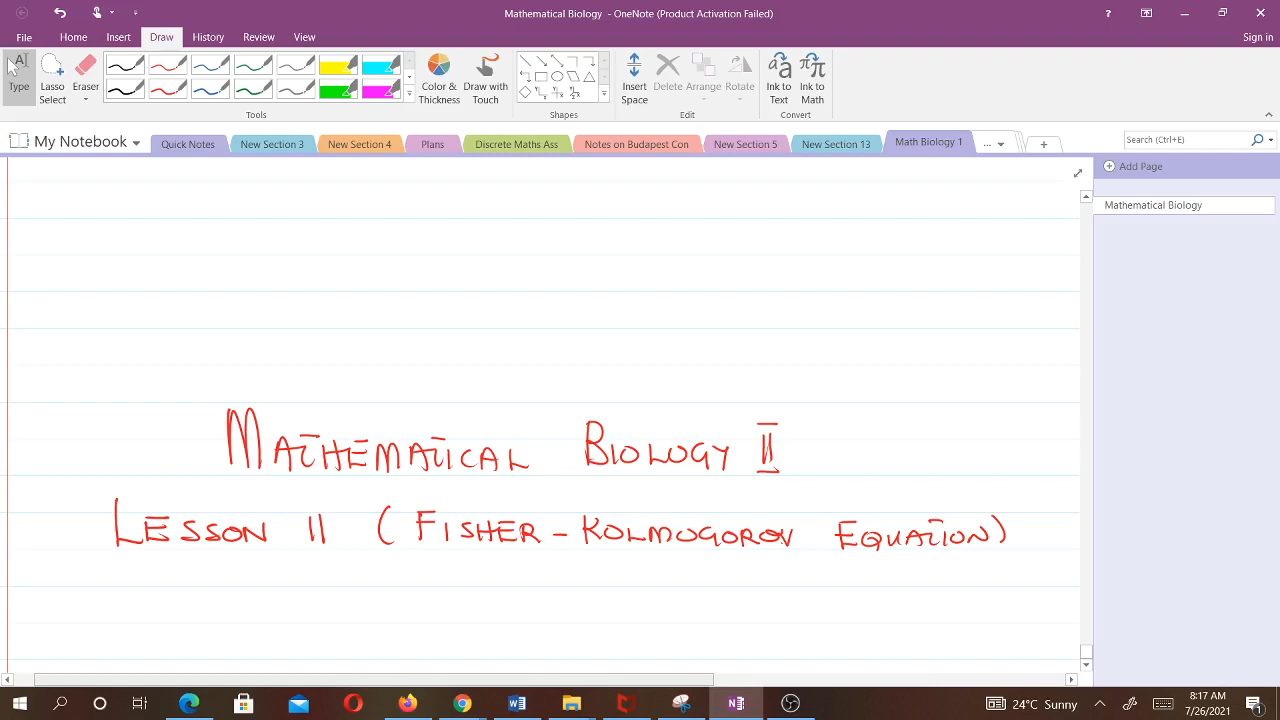 Mathematical Biology - OneNote (Product Activation Failed)
File Home Insert Draw History Review View Sign in
Type Lasso Select Eraser Color & Thickness Draw with Touch Insert Space Delete Arrange Rotate Ink to Text Ink to Math
Tools Shapes Edit Convert
My Notebook Quick Notes New Section 3 New Section 4 Plans Discrete Maths Ass Notes on Budapest Con New Section 5 New Section 13 Math Biology 1 ... Search (Ctrl+E)
Add Page
Mathematical Biology
MATHEMATICAL BIOLOGY II
LESSON 11 (FISHER-KOLMOGOROV EQUATION)
24°C Sunny 8:17 AM
7/26/2021